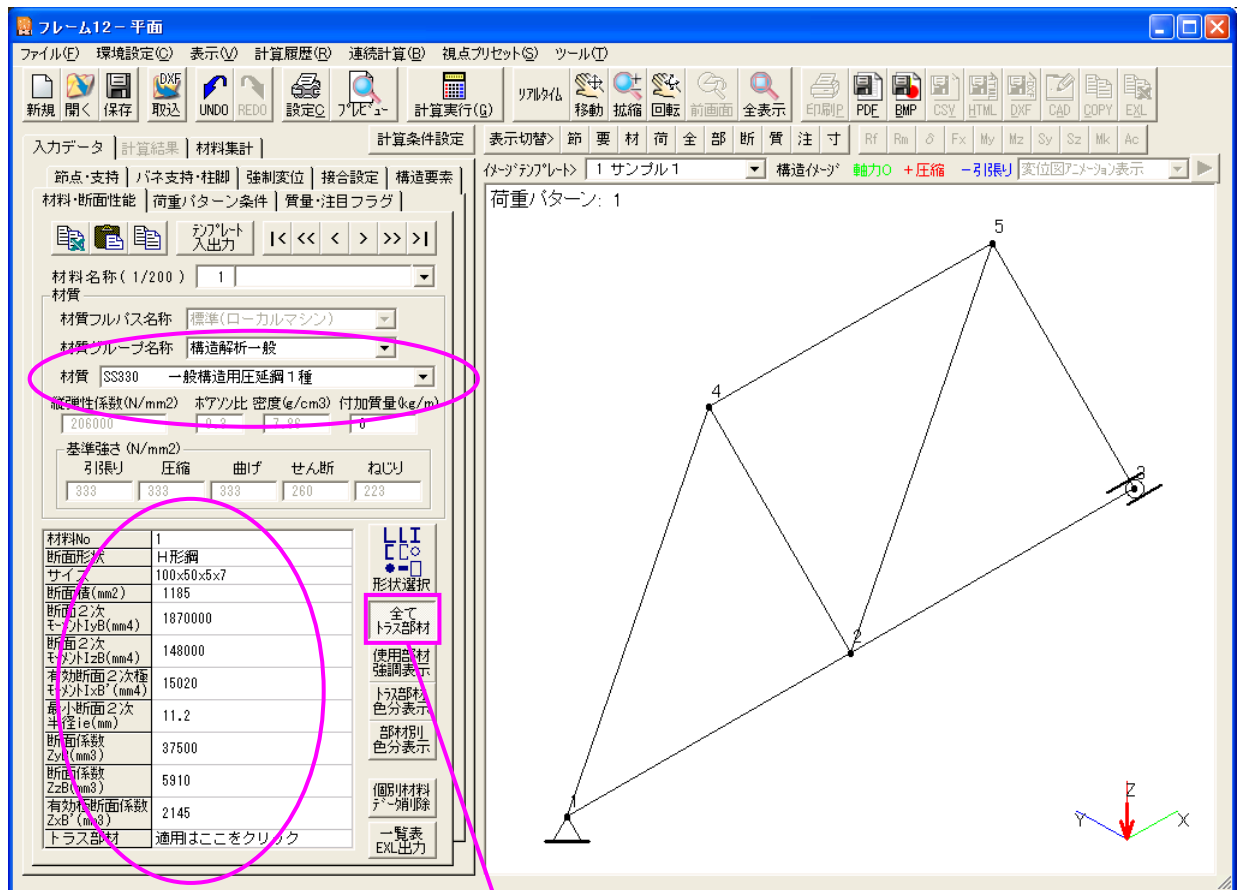 フレーム12－平面
ファイル(F) 環境設定(C) 表示(V) 計算履歴(R) 連続計算(B) 視点プリセット(S) ツール(T)
新規 開く 保存 DXF 取込 UNDO REDO 設定C プレビュー 計算実行(G) リアルタイム 移動 拡縮 回転 前画面 全表示 印刷P PDF BMP CSV HTML DXF CAD COPY EXL
入力データ 計算結果 材料集計 計算条件設定
表示切替> 節 要 材 荷 全 部 断 質 注 寸 Rf Rm δ Fx My Mz Sy Sz Mk Ac
節点・支持 バネ支持・柱脚 強制変位 接合設定 構造要素
イメージテンプレート> 1 サンプル1 構造イメージ 軸力0 +圧縮 -引張り 変位図アニメーション表示
材料・断面性能 荷重パターン条件 質量・注目フラグ
荷重パターン: 1
テンプレート入出力 |< << < > >> >|
材料名称(1/200) 1
材質
材質フルパス名称 標準(ローカルマシン)
材質グループ名称 構造解析一般
材質 SS330 一般構造用圧延鋼1種
縦弾性係数(N/mm2) ポアソン比 密度(g/cm3) 付加質量(kg/m)
206000 0.3 7.86 0
基準強さ(N/mm2)
引張り 圧縮 曲げ せん断 ねじり
333 333 333 260 223
材料No 1
断面形状 H形鋼
サイズ 100x50x5x7
断面積(mm2) 1185
断面2次モーメントIyB(mm4) 1870000
断面2次モーメントIzB(mm4) 148000
有効断面2次極モーメントIxB'(mm4) 15020
最小断面2次半径ie(mm) 11.2
断面係数ZyB(mm3) 37500
断面係数ZzB(mm3) 5910
有効極断面係数ZxB'(mm3) 2145
トラス部材 適用はここをクリック
形状選択
全てトラス部材
使用部材強調表示
トラス部材色分表示
部材別色分表示
個別材料データ消去
一覧表EXL出力
5
4
3
2
1
Z
Y
X